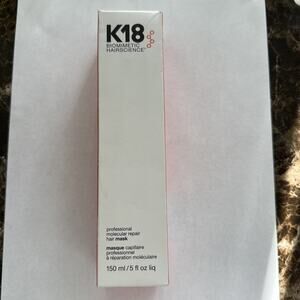 K18
BIOMIMETIC
HAIRSCIENCE
professional
molecular repair
hair mask
masque capillaire
professionnel
à réparation moléculaire
150 ml / 5 fl oz liq